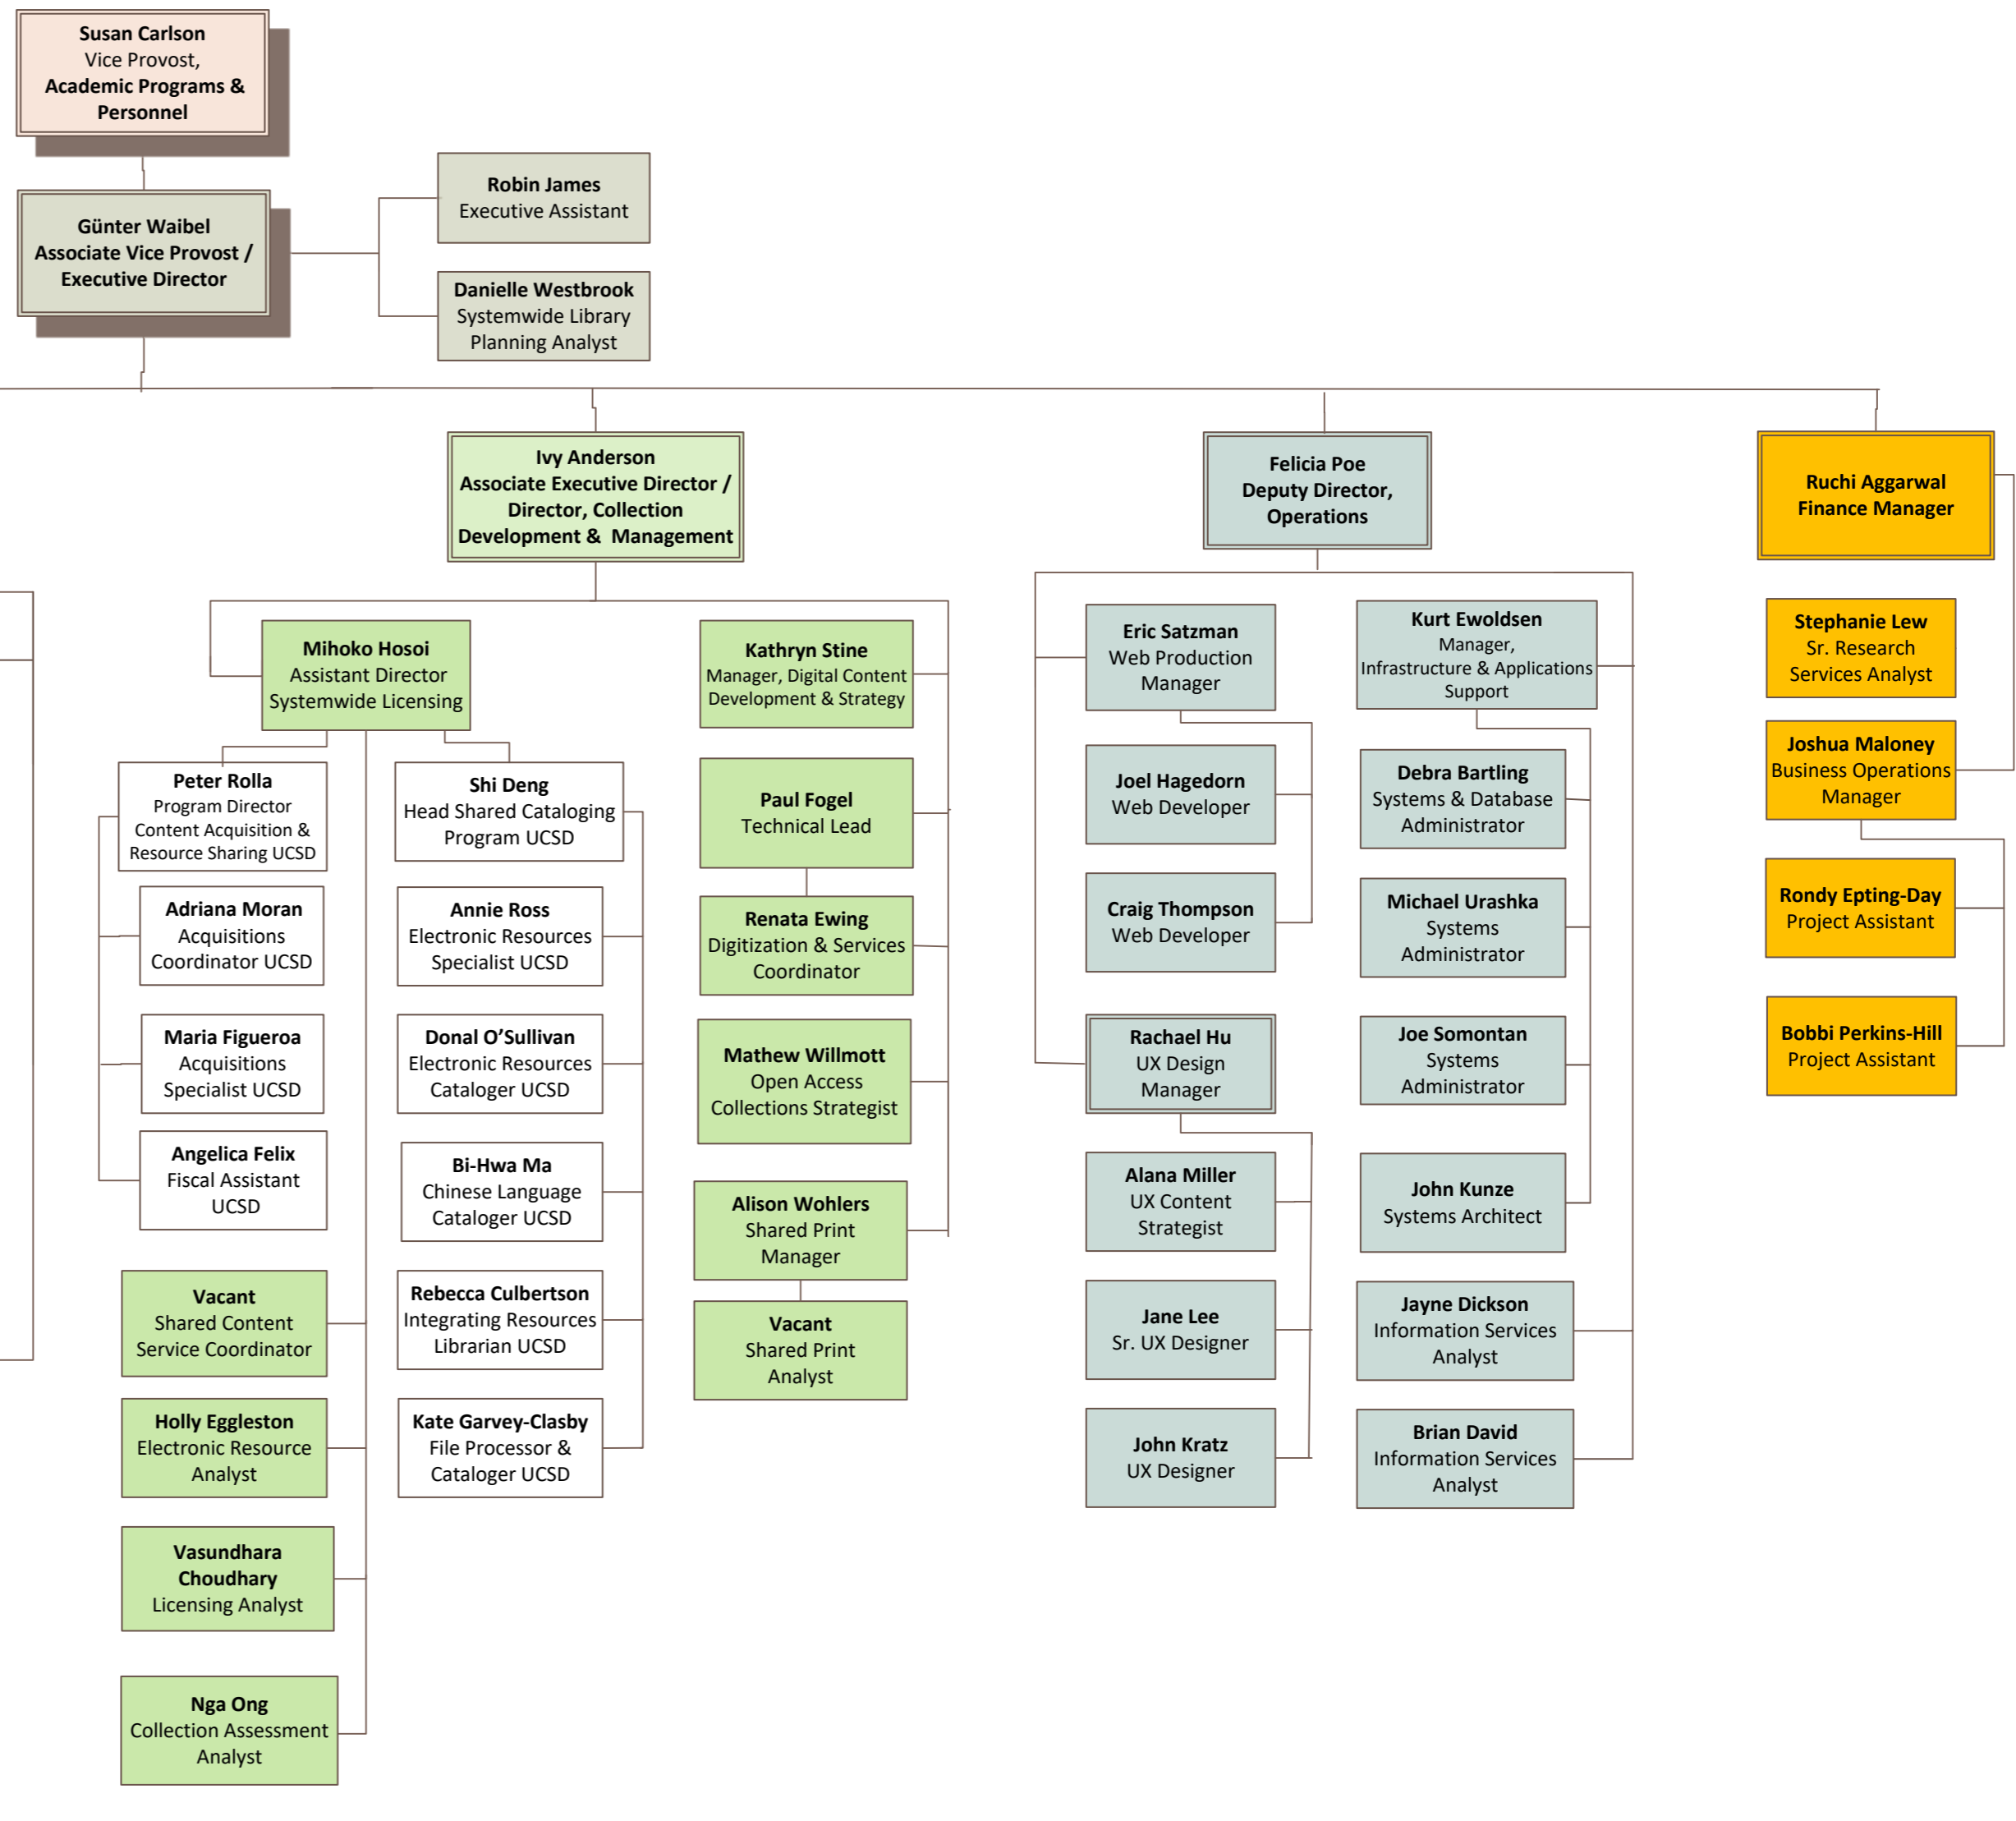 Susan Carlson
Vice Provost,
Academic Programs &
Personnel
Günter Waibel
Associate Vice Provost /
Executive Director
Robin James
Executive Assistant
Danielle Westbrook
Systemwide Library
Planning Analyst
Ivy Anderson
Associate Executive Director /
Director, Collection
Development & Management
Mihoko Hosoi
Assistant Director
Systemwide Licensing
Peter Rolla
Program Director
Content Acquisition &
Resource Sharing UCSD
Adriana Moran
Acquisitions
Coordinator UCSD
Maria Figueroa
Acquisitions
Specialist UCSD
Angelica Felix
Fiscal Assistant
UCSD
Vacant
Shared Content
Service Coordinator
Holly Eggleston
Electronic Resource
Analyst
Vasundhara
Choudhary
Licensing Analyst
Nga Ong
Collection Assessment
Analyst
Shi Deng
Head Shared Cataloging
Program UCSD
Annie Ross
Electronic Resources
Specialist UCSD
Donal O’Sullivan
Electronic Resources
Cataloger UCSD
Bi-Hwa Ma
Chinese Language
Cataloger UCSD
Rebecca Culbertson
Integrating Resources
Librarian UCSD
Kate Garvey-Clasby
File Processor &
Cataloger UCSD
Kathryn Stine
Manager, Digital Content
Development & Strategy
Paul Fogel
Technical Lead
Renata Ewing
Digitization & Services
Coordinator
Mathew Willmott
Open Access
Collections Strategist
Alison Wohlers
Shared Print
Manager
Vacant
Shared Print
Analyst
Felicia Poe
Deputy Director,
Operations
Eric Satzman
Web Production
Manager
Joel Hagedorn
Web Developer
Craig Thompson
Web Developer
Rachael Hu
UX Design
Manager
Alana Miller
UX Content
Strategist
Jane Lee
Sr. UX Designer
John Kratz
UX Designer
Kurt Ewoldsen
Manager,
Infrastructure & Applications
Support
Debra Bartling
Systems & Database
Administrator
Michael Urashka
Systems
Administrator
Joe Somontan
Systems
Administrator
John Kunze
Systems Architect
Jayne Dickson
Information Services
Analyst
Brian David
Information Services
Analyst
Ruchi Aggarwal
Finance Manager
Stephanie Lew
Sr. Research
Services Analyst
Joshua Maloney
Business Operations
Manager
Rondy Epting-Day
Project Assistant
Bobbi Perkins-Hill
Project Assistant